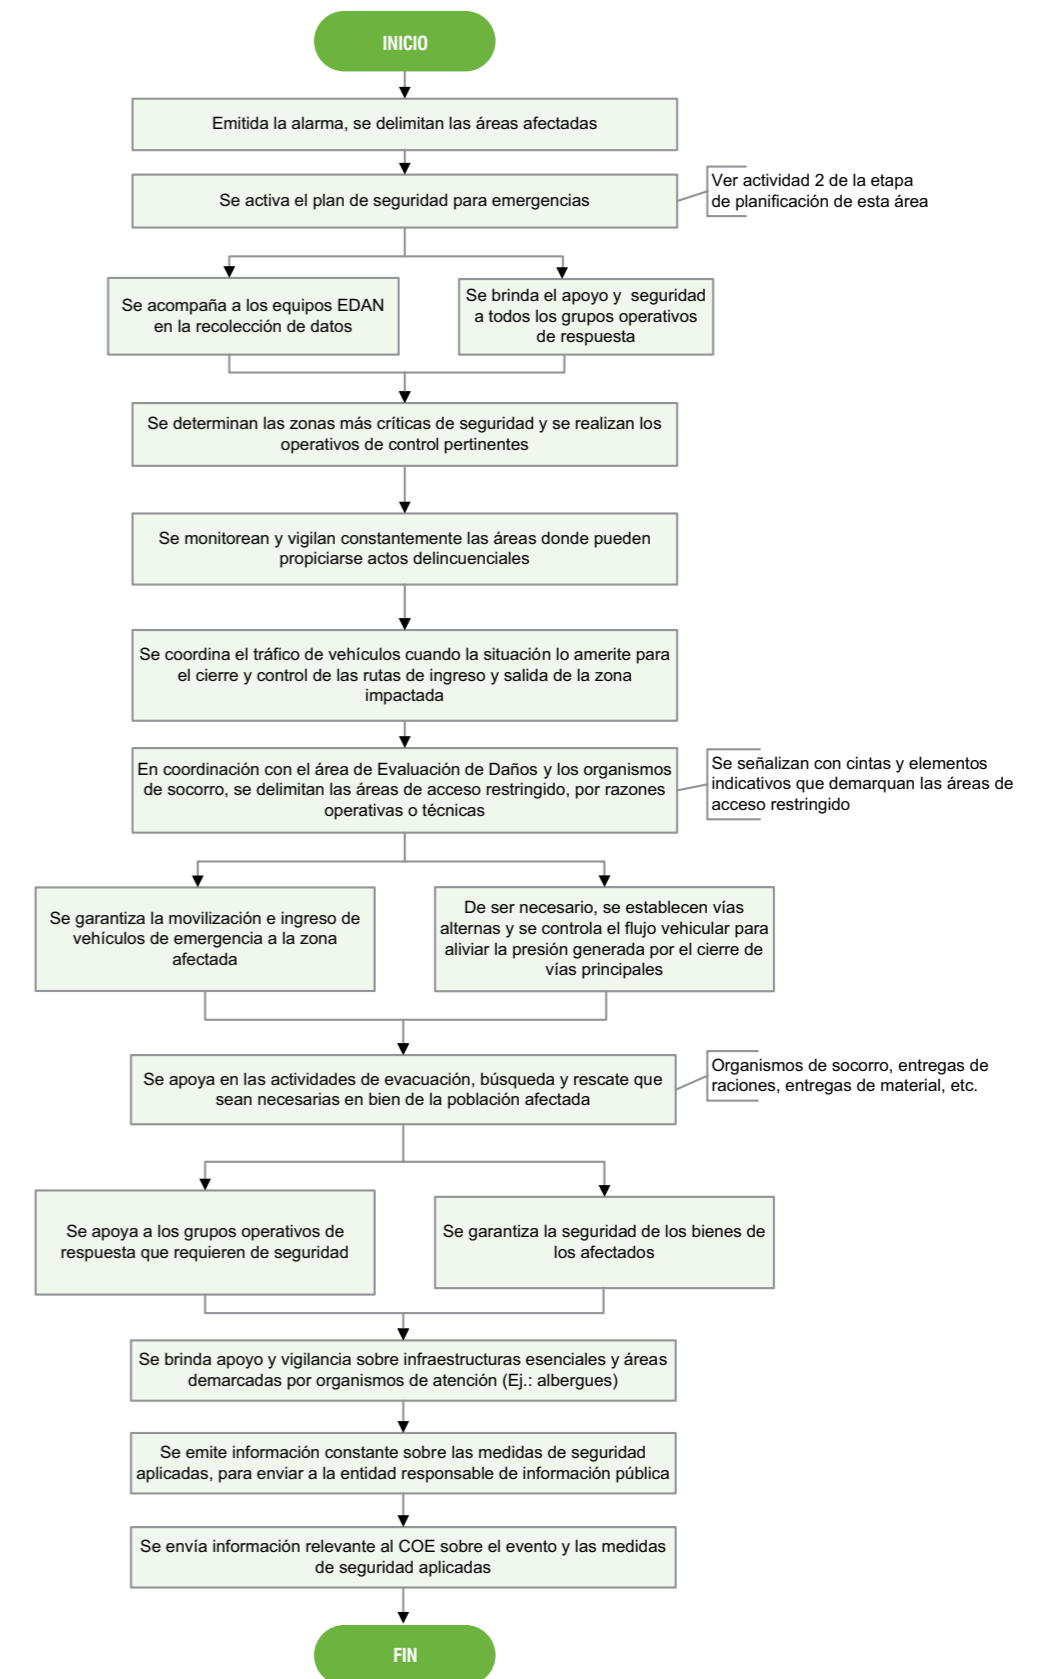 INICIO
Emitida la alarma, se delimitan las áreas afectadas
Se activa el plan de seguridad para emergencias
Ver actividad 2 de la etapa
de planificación de esta área
Se acompaña a los equipos EDAN
en la recolección de datos
Se brinda el apoyo y seguridad
a todos los grupos operativos
de respuesta
Se determinan las zonas más críticas de seguridad y se realizan los
operativos de control pertinentes
Se monitorean y vigilan constantemente las áreas donde pueden
propiciarse actos delincuenciales
Se coordina el tráfico de vehículos cuando la situación lo amerite para
el cierre y control de las rutas de ingreso y salida de la zona
impactada
En coordinación con el área de Evaluación de Daños y los organismos
de socorro, se delimitan las áreas de acceso restringido, por razones
operativas o técnicas
Se señalizan con cintas y elementos
indicativos que demarquan las áreas de
acceso restringido
Se garantiza la movilización e ingreso de
vehículos de emergencia a la zona
afectada
De ser necesario, se establecen vías
alternas y se controla el flujo vehicular para
aliviar la presión generada por el cierre de
vías principales
Se apoya en las actividades de evacuación, búsqueda y rescate que
sean necesarias en bien de la población afectada
Organismos de socorro, entregas de
raciones, entregas de material, etc.
Se apoya a los grupos operativos de
respuesta que requieren de seguridad
Se garantiza la seguridad de los bienes de
los afectados
Se brinda apoyo y vigilancia sobre infraestructuras esenciales y áreas
demarcadas por organismos de atención (Ej.: albergues)
Se emite información constante sobre las medidas de seguridad
aplicadas, para enviar a la entidad responsable de información pública
Se envía información relevante al COE sobre el evento y las medidas
de seguridad aplicadas
FIN